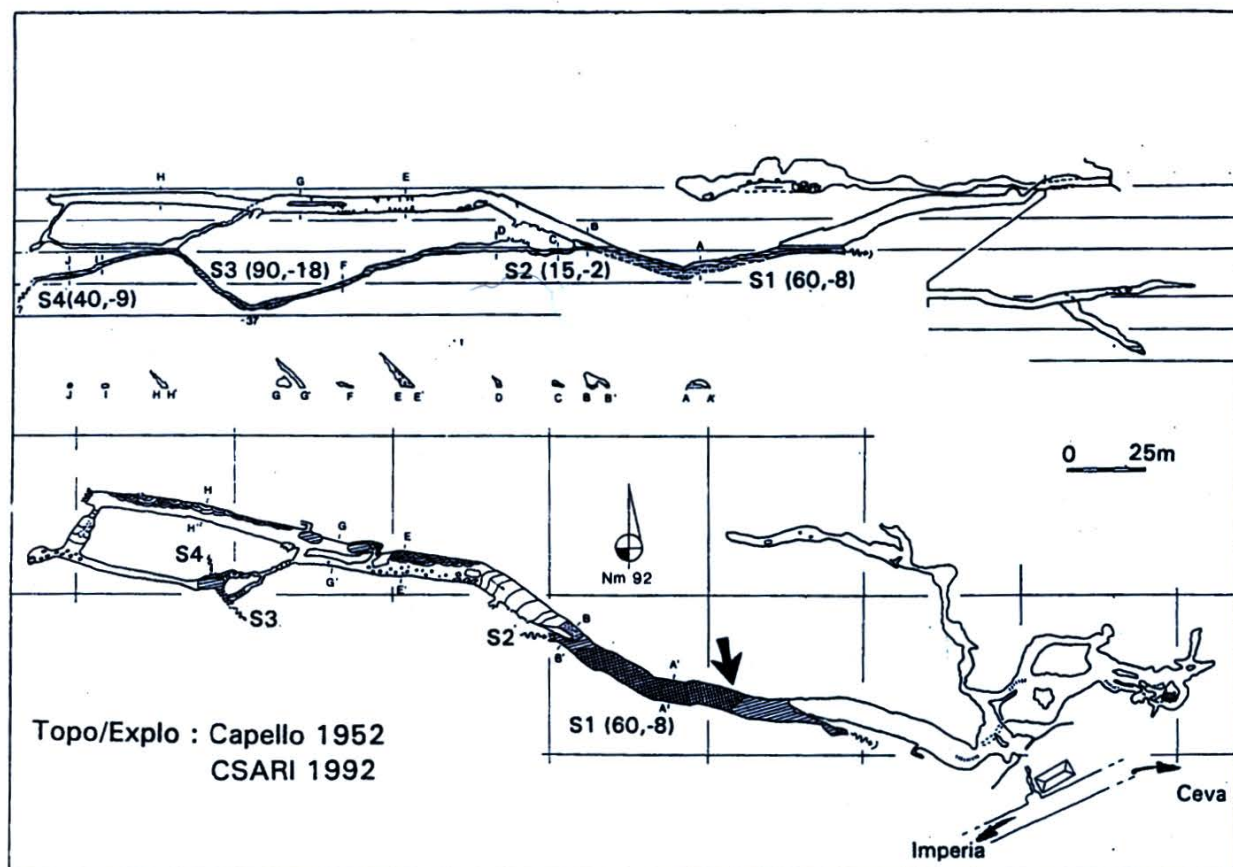 H G E
B
D C A
S3 (90,-18) F S2 (15,-2) S1 (60,-8)
S4(40,-9)
?
-37
J I H H' G G' F E E' D C B B' A A'
0 25m
H
H'
G E
S4
G' E'
Nm 92
S3
S2 B
B'
A'
A'
S1 (60,-8)
Topo/Explo : Capello 1952
CSARI 1992
Ceva
Imperia